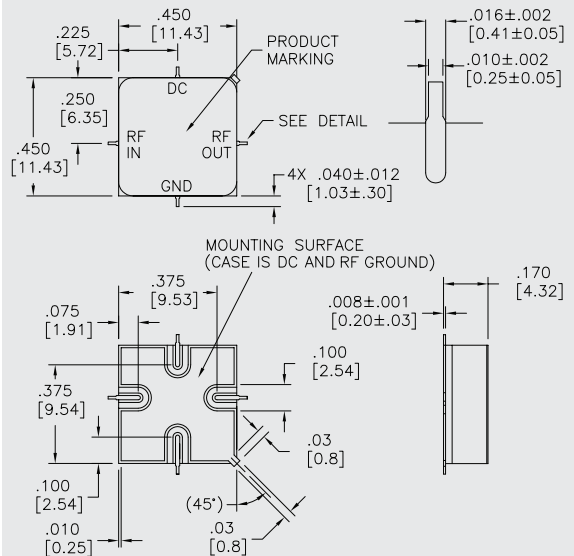 .450
[11.43]
.225
[5.72]
PRODUCT
MARKING
.016±.002
[0.41±0.05]
.010±.002
[0.25±0.05]
DC
.250
[6.35]
RF
IN
RF
OUT
SEE DETAIL
.450
[11.43]
GND
4X .040±.012
[1.03±.30]
MOUNTING SURFACE
(CASE IS DC AND RF GROUND)
.375
[9.53]
.170
[4.32]
.075
[1.91]
.008±.001
[0.20±.03]
.100
[2.54]
.375
[9.54]
.03
[0.8]
.100
[2.54]
(45°)
.010
[0.25]
.03
[0.8]